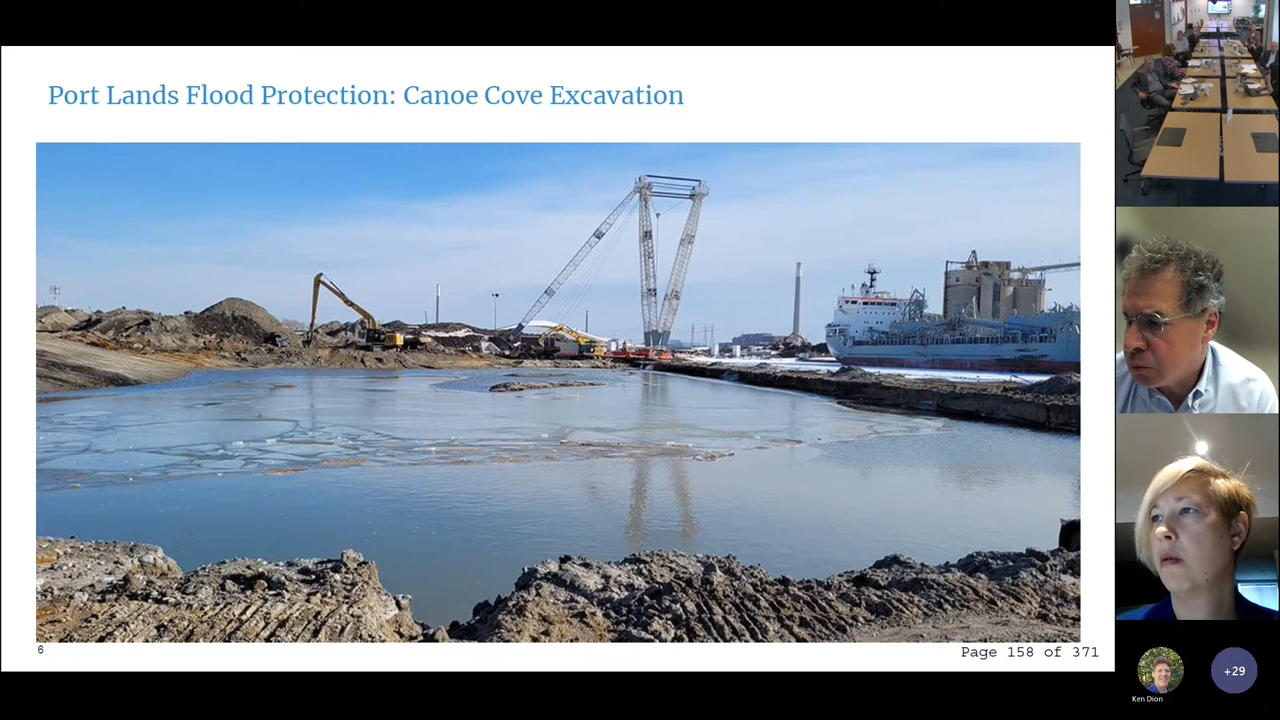 Port Lands Flood Protection: Canoe Cove Excavation
6
Page 158 of 371
Ken Dion
+29